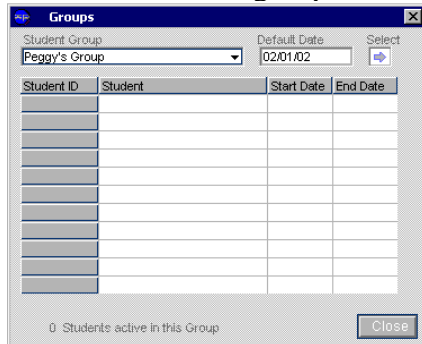 Groups
Student Group Default Date Select
Peggy's Group 02/01/02
Student ID Student Start Date End Date
0 Students active in this Group
Close